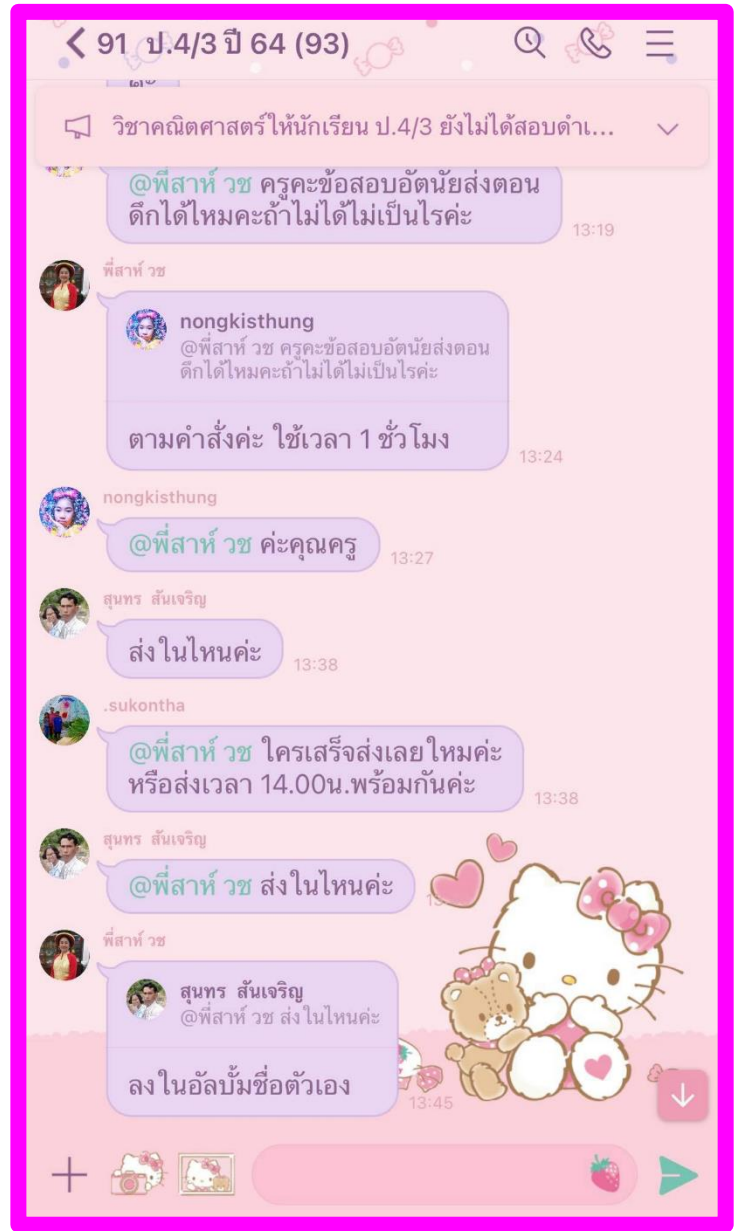 91 ป.4/3 ปี 64 (93)
วิชาคณิตศาสตร์ให้นักเรียน ป.4/3 ยังไม่ได้สอบดำเ...
@พี่สาห์ วช ครูคะข้อสอบอัตนัยส่งตอน
ดึกได้ไหมคะถ้าไม่ได้ไม่เป็นไรค่ะ
13:19
พี่สาห์ วช
nongkisthung
@พี่สาห์ วช ครูคะข้อสอบอัตนัยส่งตอน
ดึกได้ไหมคะถ้าไม่ได้ไม่เป็นไรค่ะ
ตามคำสั่งค่ะ ใช้เวลา 1 ชั่วโมง
13:24
nongkisthung
@พี่สาห์ วช ค่ะคุณครู
13:27
สุนทร สันเจริญ
ส่งในไหนค่ะ
13:38
.sukontha
@พี่สาห์ วช ใครเสร็จส่งเลยใหมค่ะ
หรือส่งเวลา 14.00น.พร้อมกันค่ะ
13:38
สุนทร สันเจริญ
@พี่สาห์ วช ส่งในไหนค่ะ
พี่สาห์ วช
สุนทร สันเจริญ
@พี่สาห์ วช ส่งในไหนค่ะ
ลงในอัลบั้มชื่อตัวเอง
13:45